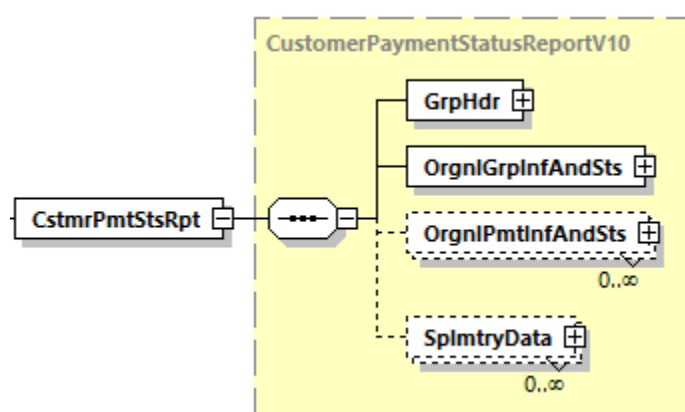 CustomerPaymentStatusReportV10
GrpHdr
OrgnlGrpInfAndSts
CstmrPmtStsRpt
OrgnlPmtInfAndSts
0..∞
SplmtryData
0..∞